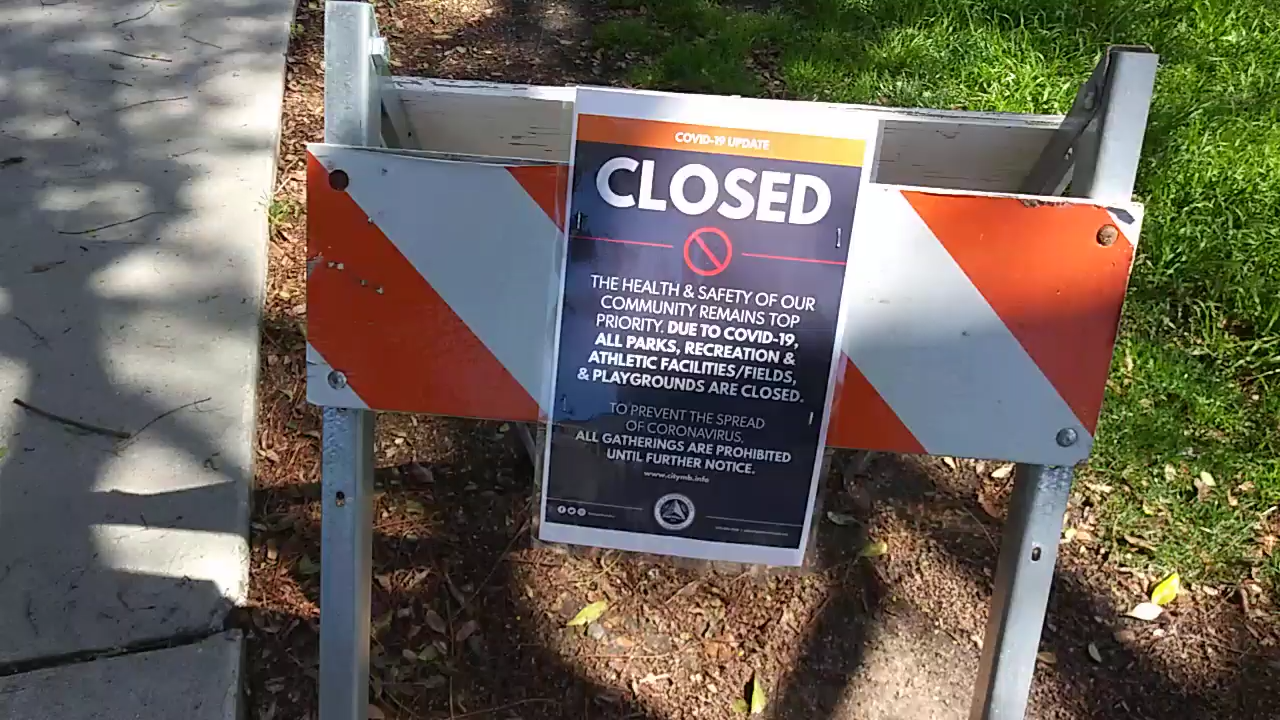 COVID-19 UPDATE
CLOSED
THE HEALTH & SAFETY OF OUR
COMMUNITY REMAINS TOP
PRIORITY. DUE TO COVID-19,
ALL PARKS, RECREATION &
ATHLETIC FACILITIES/FIELDS,
& PLAYGROUNDS ARE CLOSED.
TO PREVENT THE SPREAD
OF CORONAVIRUS,
ALL GATHERINGS ARE PROHIBITED
UNTIL FURTHER NOTICE.
www.citymb.info